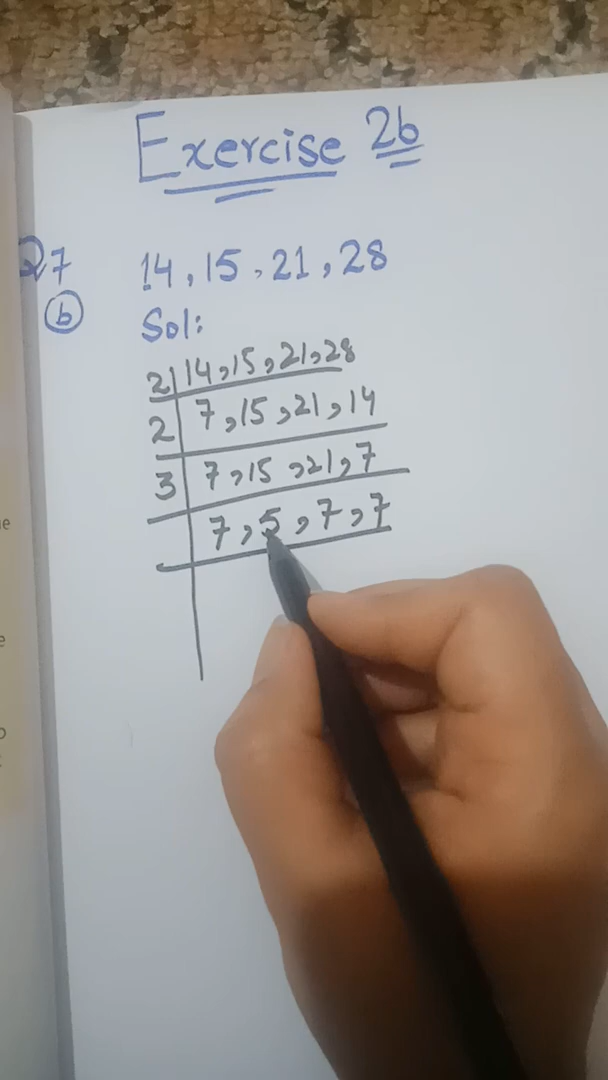 Exercise 2b
Q7 14, 15, 21, 28
b Sol:
2 14, 15, 21, 28
2 7, 15, 21, 14
3 7, 15, 21, 7
7, 5, 7, 7